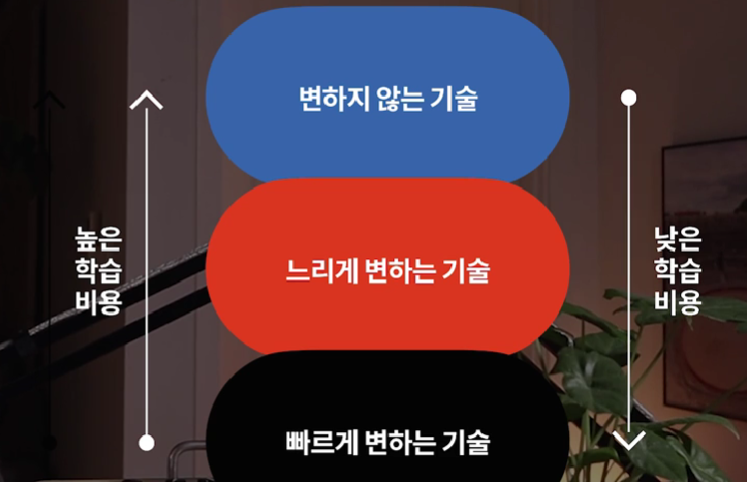 변하지 않는 기술
높은
학습
비용
느리게 변하는 기술
낮은
학습
비용
빠르게 변하는 기술